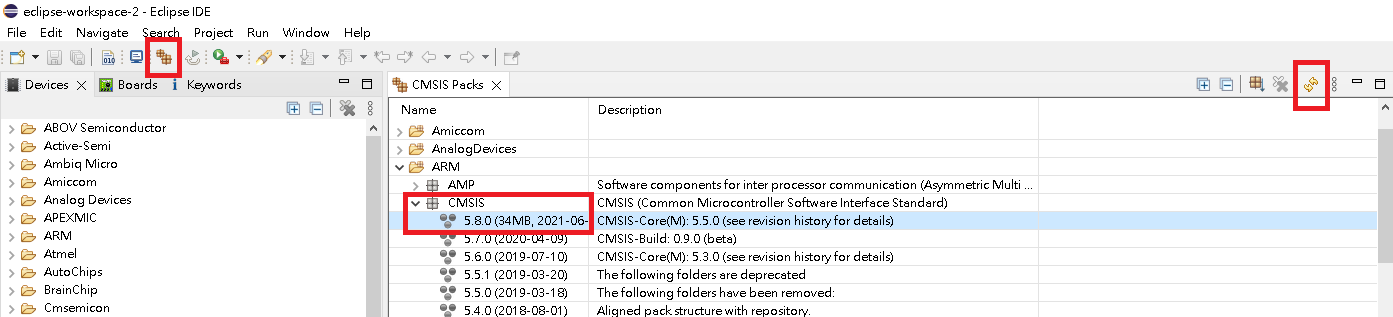 eclipse-workspace-2 - Eclipse IDE
File Edit Navigate Search Project Run Window Help
010
Devices Boards Keywords
CMSIS Packs
Name Description
ABOV Semiconductor
Active-Semi
Ambiq Micro
Amiccom
Analog Devices
APEXMIC
ARM
Atmel
AutoChips
BrainChip
Cmsemicon
Amiccom
AnalogDevices
ARM
AMP Software components for inter processor communication (Asymmetric Multi ...
CMSIS CMSIS (Common Microcontroller Software Interface Standard)
5.8.0 (34MB, 2021-06- CMSIS-Core(M): 5.5.0 (see revision history for details)
5.7.0 (2020-04-09) CMSIS-Build: 0.9.0 (beta)
5.6.0 (2019-07-10) CMSIS-Core(M): 5.3.0 (see revision history for details)
5.5.1 (2019-03-20) The following folders are deprecated
5.5.0 (2019-03-18) The following folders have been removed:
5.4.0 (2018-08-01) Aligned pack structure with repository.